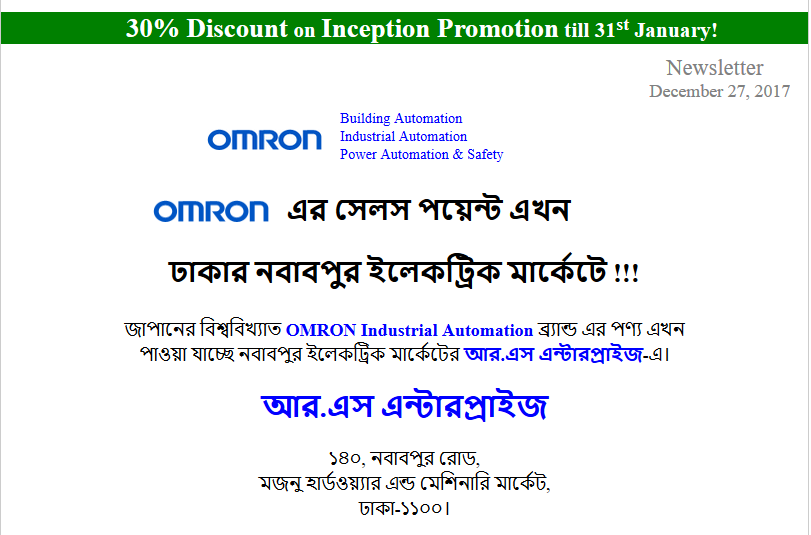 30% Discount on Inception Promotion till 31st January!
Newsletter
December 27, 2017
OMRON
Building Automation
Industrial Automation
Power Automation & Safety
OMRON এর সেলস পয়েন্ট এখন
ঢাকার নবাবপুর ইলেকট্রিক মার্কেটে !!!
জাপানের বিশ্ববিখ্যাত OMRON Industrial Automation ব্র্যান্ড এর পণ্য এখন
পাওয়া যাচ্ছে নবাবপুর ইলেকট্রিক মার্কেটের আর.এস এন্টারপ্রাইজ-এ।
আর.এস এন্টারপ্রাইজ
১৪০, নবাবপুর রোড,
মজনু হার্ডওয়্যার এন্ড মেশিনারি মার্কেট,
ঢাকা-১১০০।